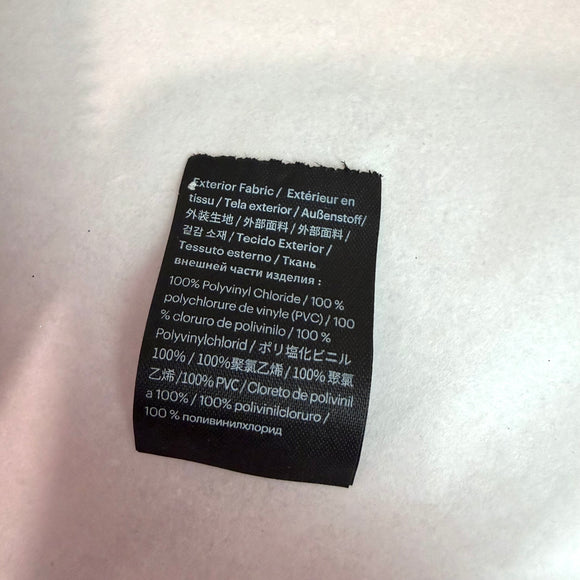 Exterior Fabric / Extérieur en
tissu / Tela exterior / Außenstoff/
外装生地 / 外部面料 / 外部面料 /
겉감 소재 / Tecido Exterior /
Tessuto esterno / Ткань
внешней части изделия :
100% Polyvinyl Chloride / 100 %
polychlorure de vinyle (PVC) / 100
% cloruro de polivinilo / 100 %
Polyvinylchlorid / ポリ塩化ビニル
100% / 100%聚氯乙烯 / 100% 聚氯
乙烯 /100% PVC / Cloreto de polivinil
a 100% / 100% polivinilcloruro /
100 % поливинилхлорид